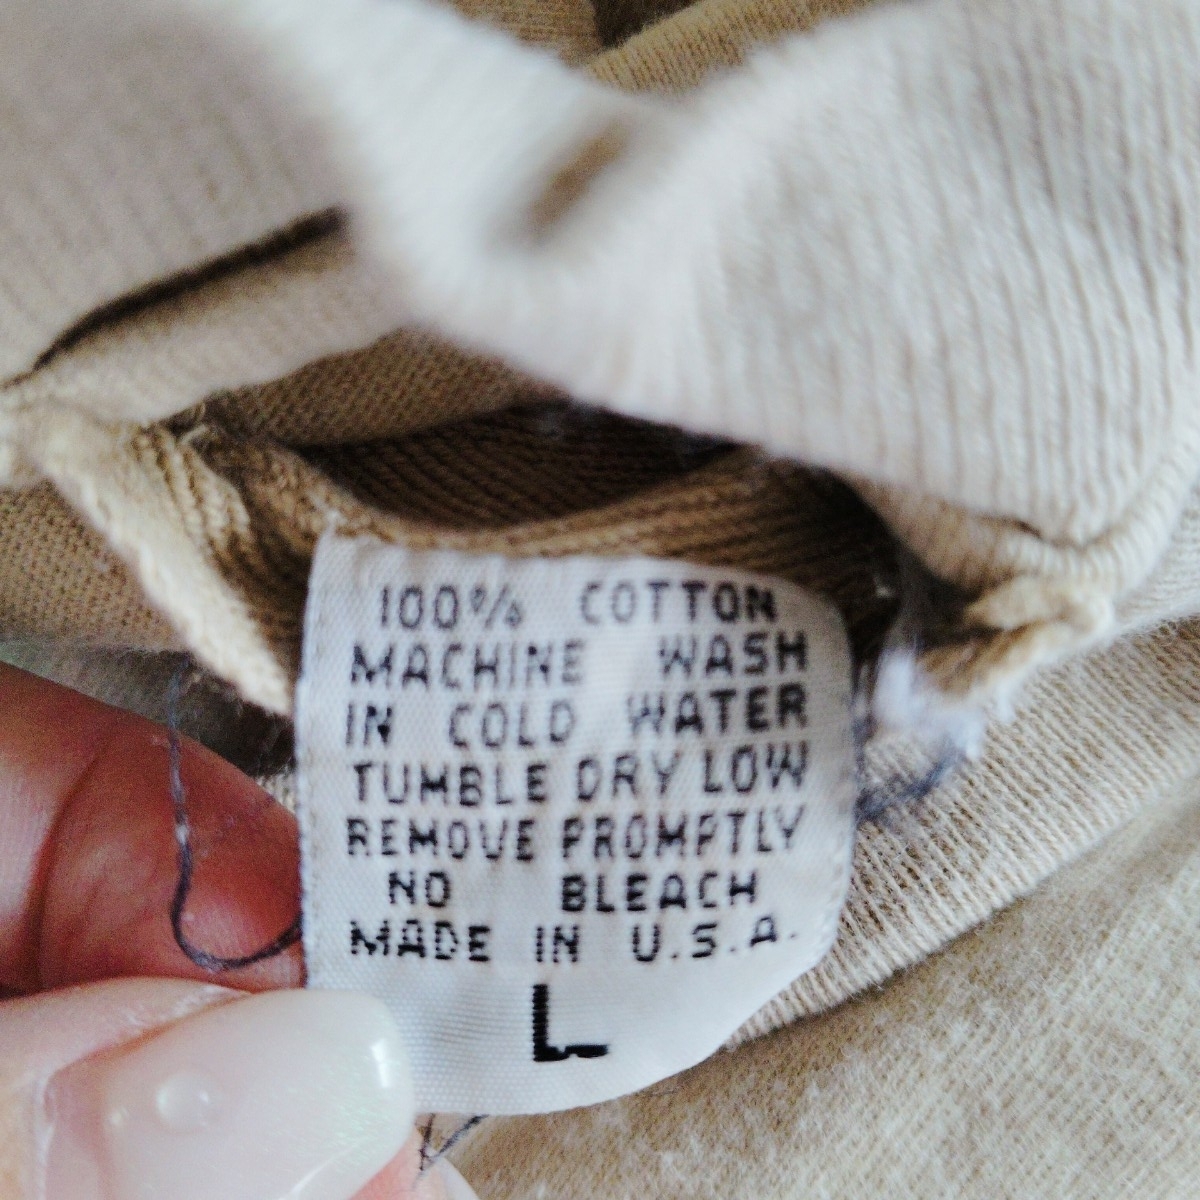 100% COTTON
MACHINE WASH
IN COLD WATER
TUMBLE DRY LOW
REMOVE PROMPTLY
NO BLEACH
MADE IN U.S.A.
L